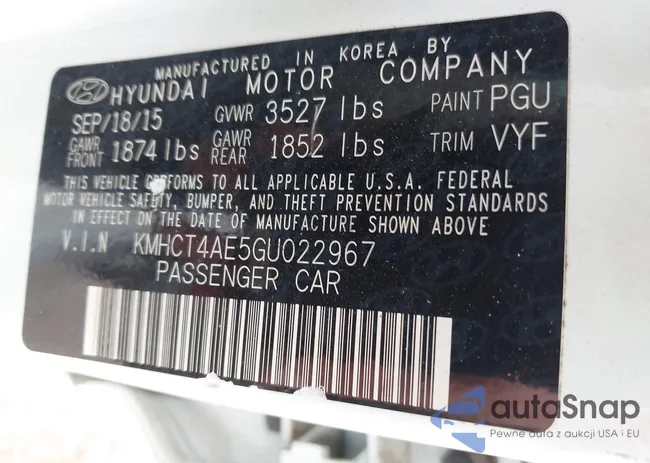 MANUFACTURED IN KOREA BY
HYUNDAI MOTOR COMPANY
SEP/18/15 GVWR 3527 lbs PAINT PGU
GAWR FRONT 1874 lbs GAWR REAR 1852 lbs TRIM VYF
THIS VEHICLE CONFORMS TO ALL APPLICABLE U.S.A. FEDERAL
MOTOR VEHICLE SAFETY, BUMPER, AND THEFT PREVENTION STANDARDS
IN EFFECT ON THE DATE OF MANUFACTURE SHOWN ABOVE
V.I.N KMHCT4AE5GU022967
PASSENGER CAR
autoSnap
Pewne auta z aukcji USA i EU